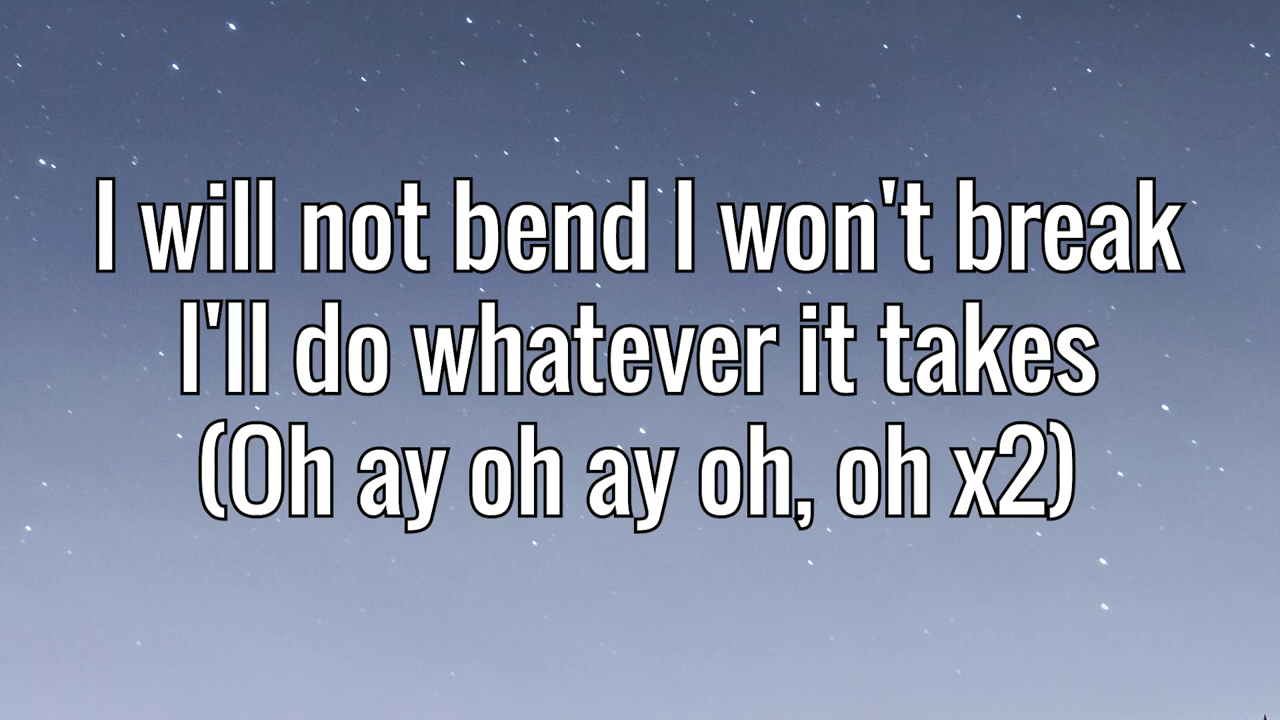 I will not bend I won't break
I'll do whatever it takes
(Oh ay oh ay oh, oh x2)